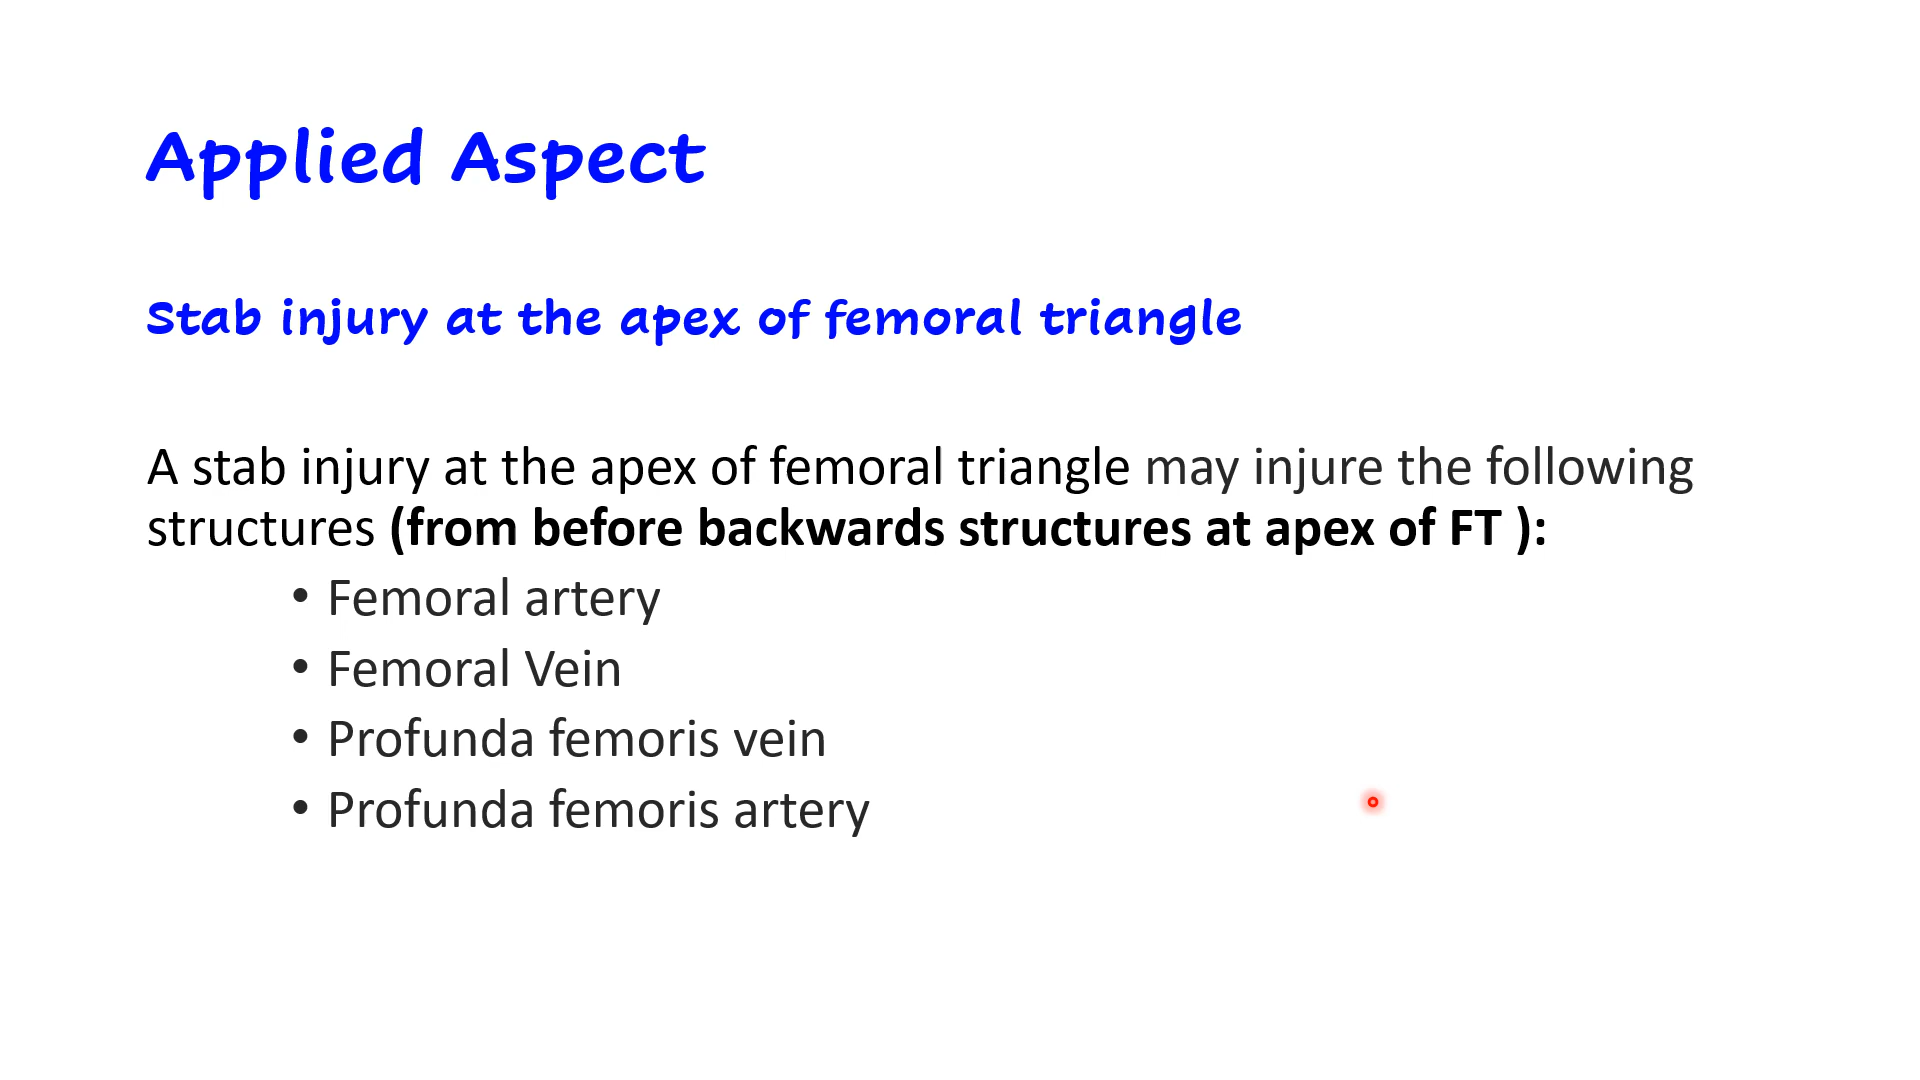 Applied Aspect
Stab injury at the apex of femoral triangle
A stab injury at the apex of femoral triangle may injure the following
structures (from before backwards structures at apex of FT ):
• Femoral artery
• Femoral Vein
• Profunda femoris vein
• Profunda femoris artery